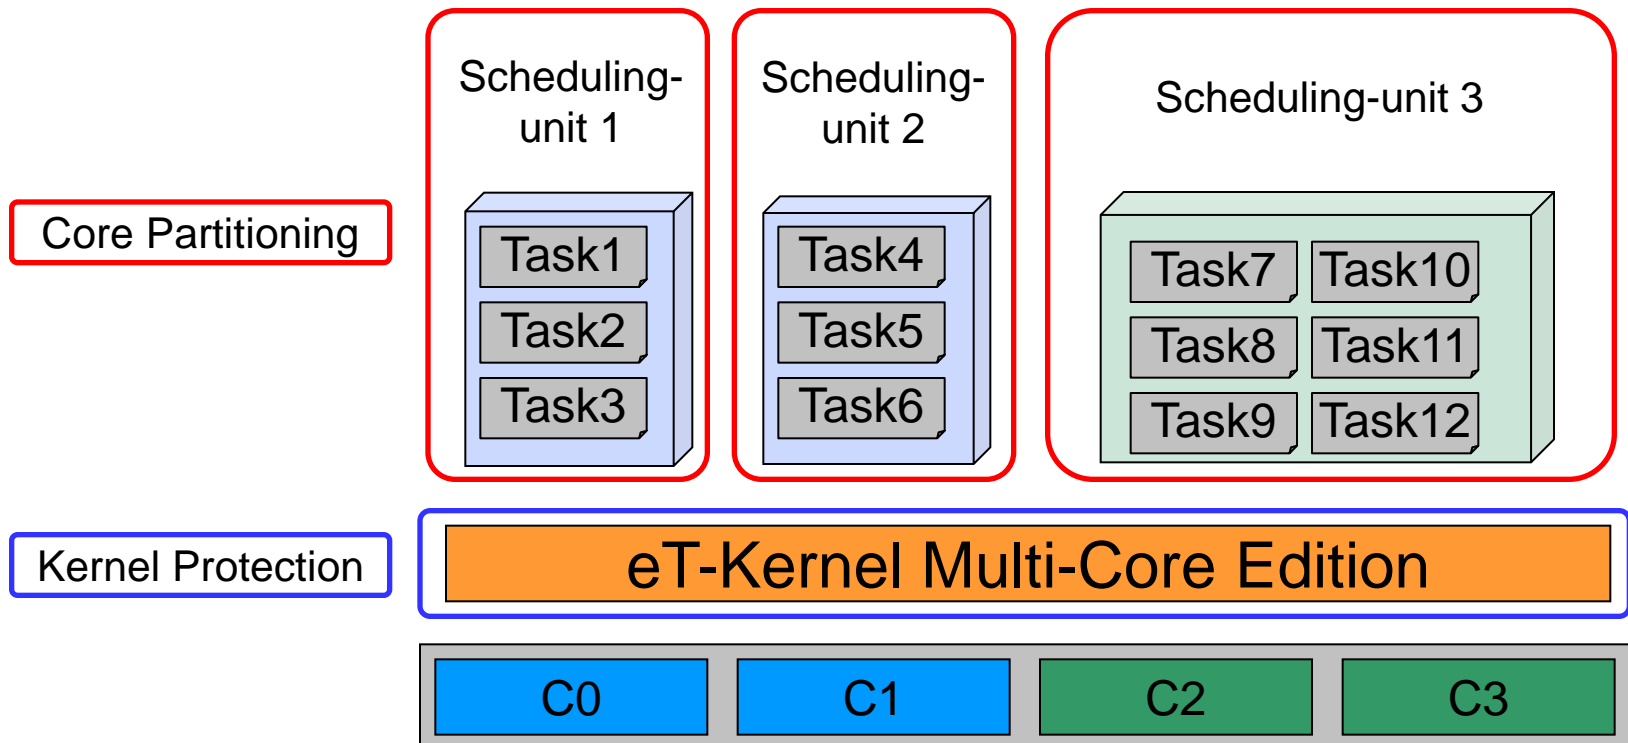 Scheduling-
unit 1
Scheduling-
unit 2
Scheduling-unit 3
Core Partitioning
Task1
Task2
Task3
Task4
Task5
Task6
Task7
Task10
Task8
Task11
Task9
Task12
Kernel Protection
eT-Kernel Multi-Core Edition
C0
C1
C2
C3